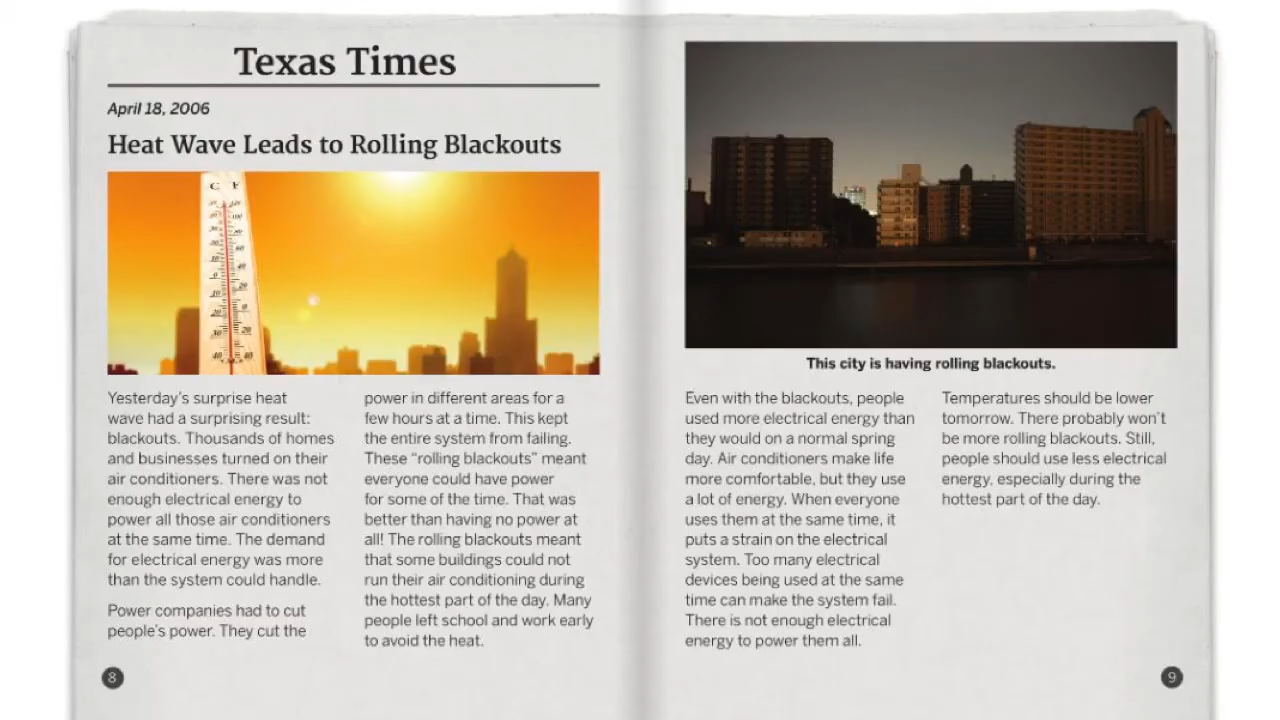 Texas Times
April 18, 2006
Heat Wave Leads to Rolling Blackouts
C F
Yesterday's surprise heat
wave had a surprising result:
blackouts. Thousands of homes
and businesses turned on their
air conditioners. There was not
enough electrical energy to
power all those air conditioners
at the same time. The demand
for electrical energy was more
than the system could handle.
Power companies had to cut
people's power. They cut the
power in different areas for a
few hours at a time. This kept
the entire system from failing.
These “rolling blackouts” meant
everyone could have power
for some of the time. That was
better than having no power at
all! The rolling blackouts meant
that some buildings could not
run their air conditioning during
the hottest part of the day. Many
people left school and work early
to avoid the heat.
8
This city is having rolling blackouts.
Even with the blackouts, people
used more electrical energy than
they would on a normal spring
day. Air conditioners make life
more comfortable, but they use
a lot of energy. When everyone
uses them at the same time, it
puts a strain on the electrical
system. Too many electrical
devices being used at the same
time can make the system fail.
There is not enough electrical
energy to power them all.
Temperatures should be lower
tomorrow. There probably won't
be more rolling blackouts. Still,
people should use less electrical
energy, especially during the
hottest part of the day.
9